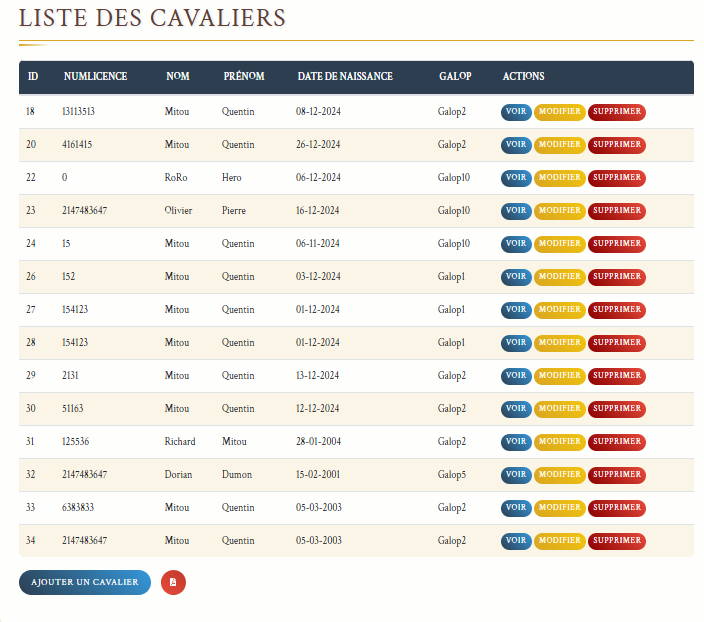 LISTE DES CAVALIERS
ID NUMLICENCE NOM PRÉNOM DATE DE NAISSANCE GALOP ACTIONS
18 13113513 Mitou Quentin 08-12-2024 Galop2 VOIR MODIFIER SUPPRIMER
20 4161415 Mitou Quentin 26-12-2024 Galop2 VOIR MODIFIER SUPPRIMER
22 0 RoRo Hero 06-12-2024 Galop10 VOIR MODIFIER SUPPRIMER
23 2147483647 Olivier Pierre 16-12-2024 Galop10 VOIR MODIFIER SUPPRIMER
24 15 Mitou Quentin 06-11-2024 Galop10 VOIR MODIFIER SUPPRIMER
26 152 Mitou Quentin 03-12-2024 Galop1 VOIR MODIFIER SUPPRIMER
27 154123 Mitou Quentin 01-12-2024 Galop1 VOIR MODIFIER SUPPRIMER
28 154123 Mitou Quentin 01-12-2024 Galop1 VOIR MODIFIER SUPPRIMER
29 2131 Mitou Quentin 13-12-2024 Galop2 VOIR MODIFIER SUPPRIMER
30 51163 Mitou Quentin 12-12-2024 Galop2 VOIR MODIFIER SUPPRIMER
31 125536 Richard Mitou 28-01-2004 Galop2 VOIR MODIFIER SUPPRIMER
32 2147483647 Dorian Dumon 15-02-2001 Galop5 VOIR MODIFIER SUPPRIMER
33 6383833 Mitou Quentin 05-03-2003 Galop2 VOIR MODIFIER SUPPRIMER
34 2147483647 Mitou Quentin 05-03-2003 Galop2 VOIR MODIFIER SUPPRIMER
AJOUTER UN CAVALIER